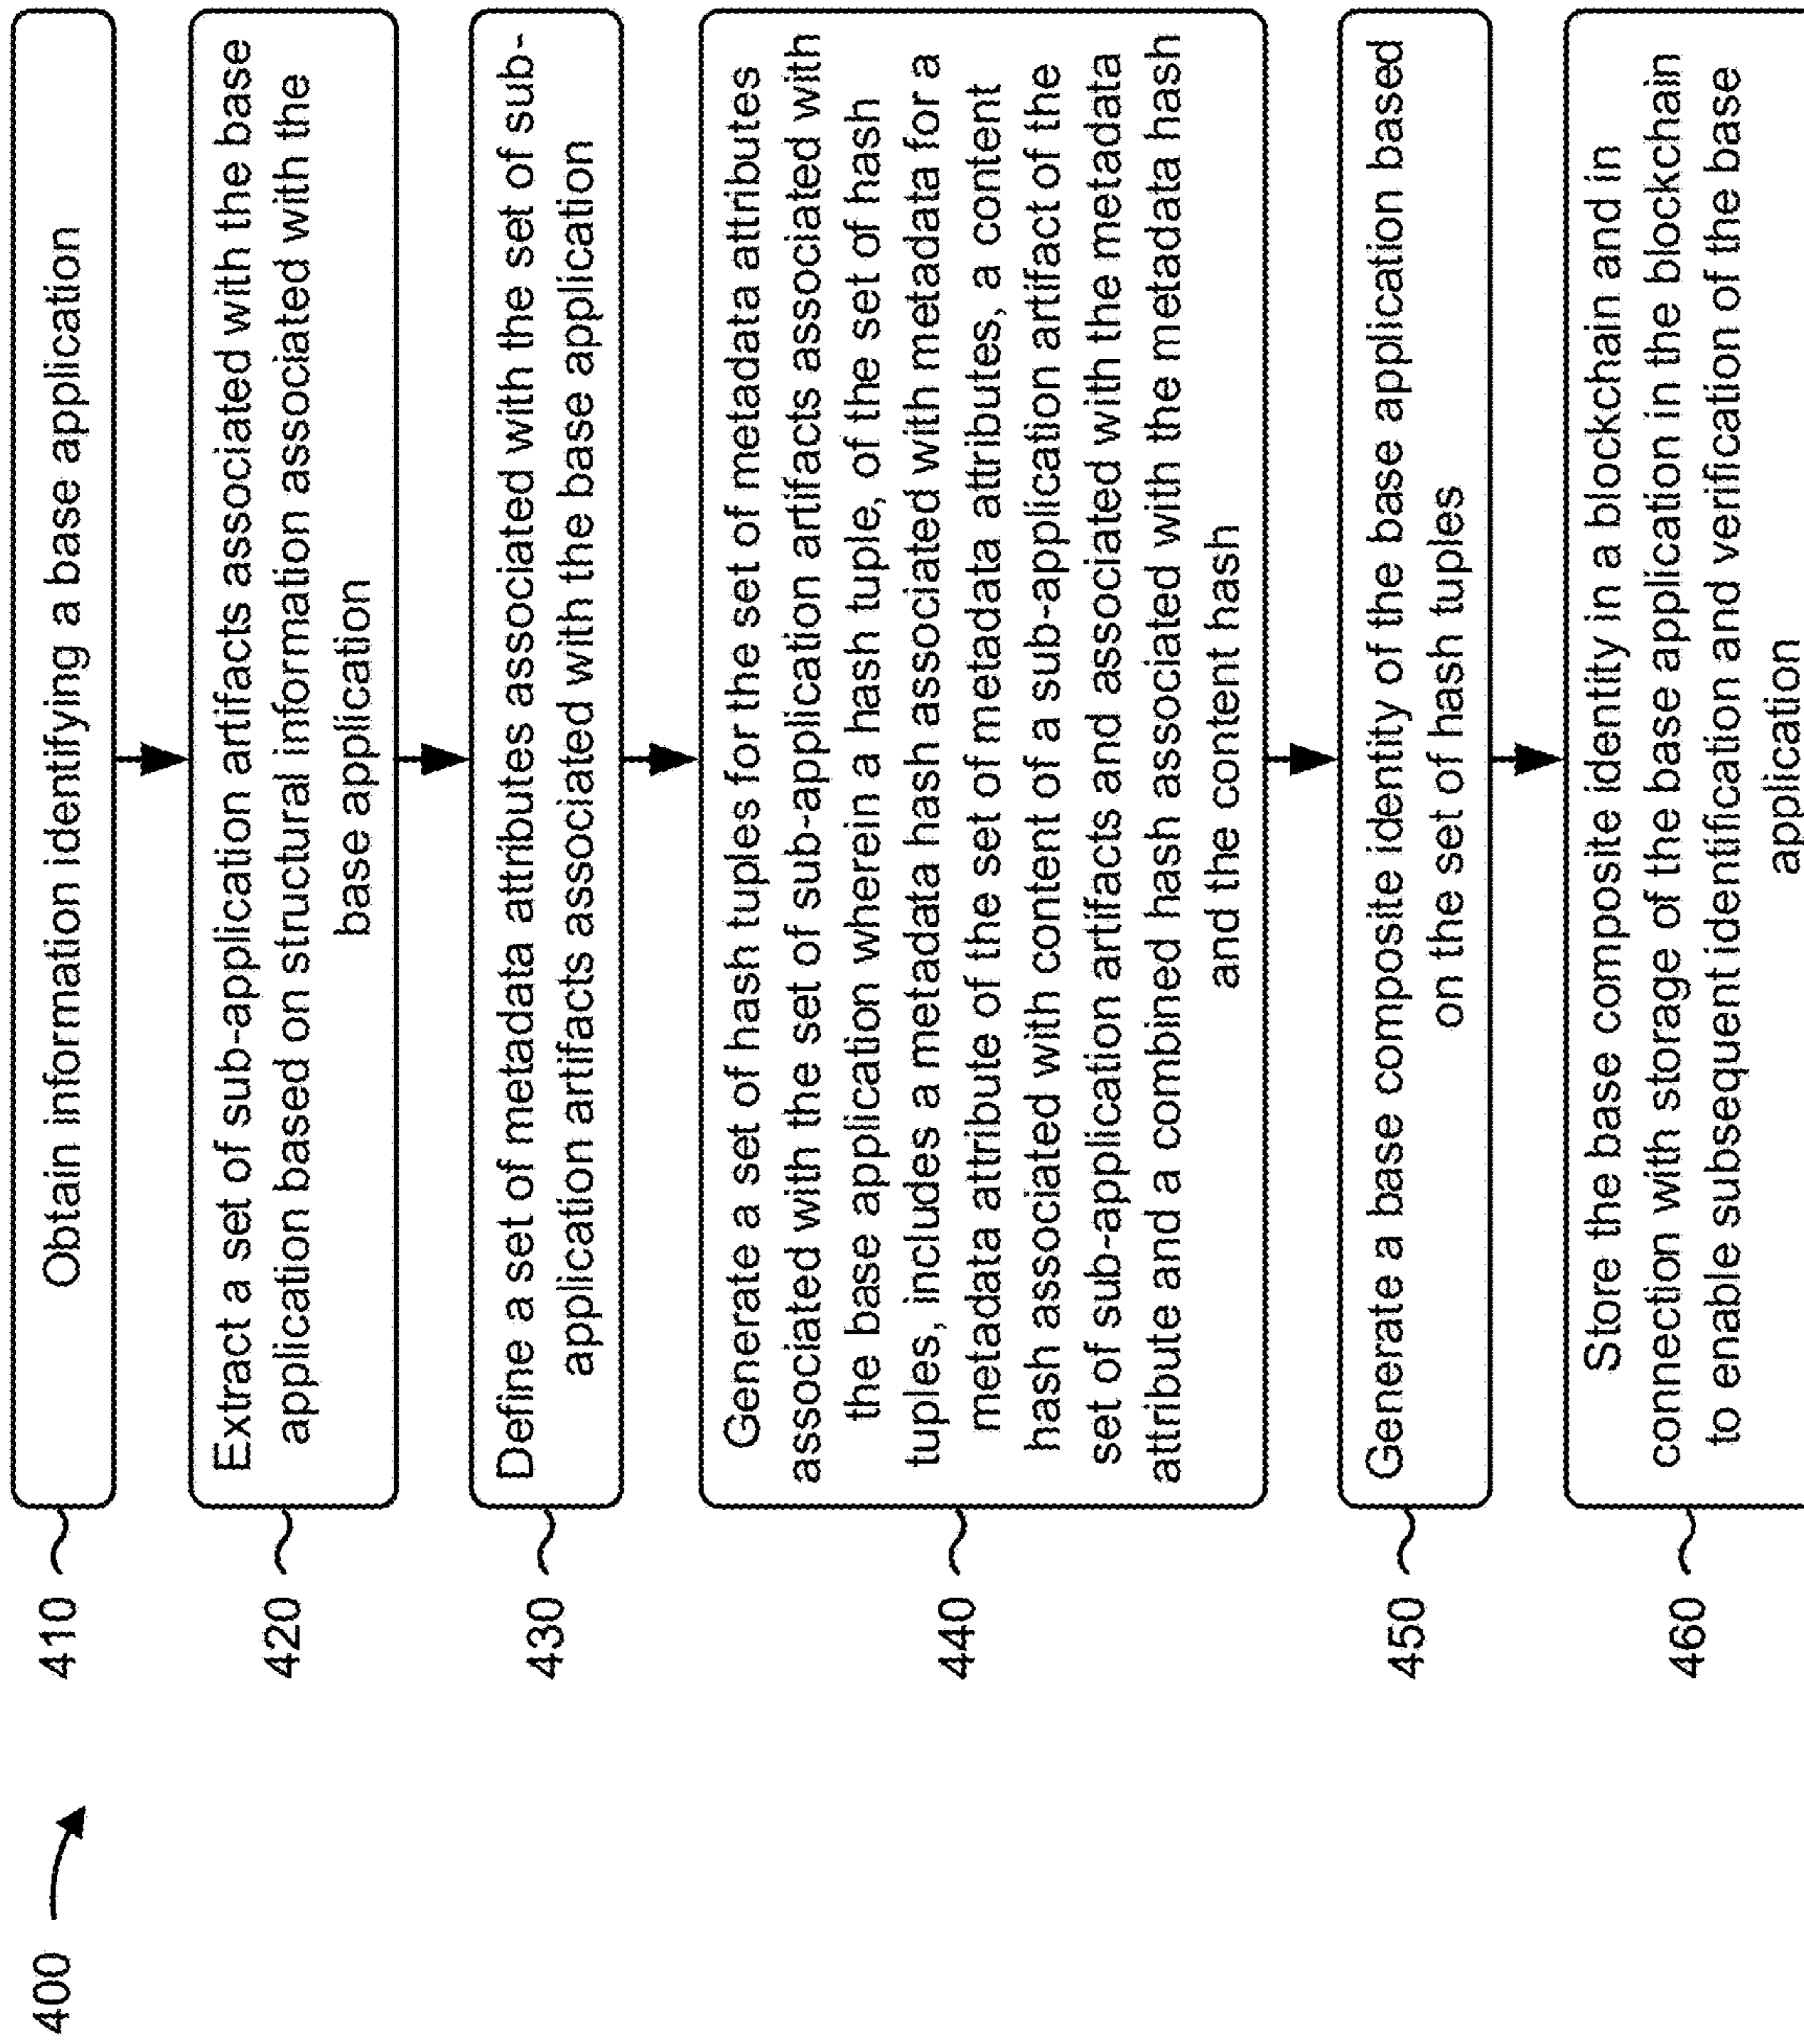 400
410
Obtain information identifying a base application
420
Extract a set of sub-application artifacts associated with the base
application based on structural information associated with the
base application
430
Define a set of metadata attributes associated with the set of sub-
application artifacts associated with the base application
440
Generate a set of hash tuples for the set of metadata attributes
associated with the set of sub-application artifacts associated with
the base application wherein a hash tuple, of the set of hash
tuples, includes a metadata hash associated with metadata for a
metadata attribute of the set of metadata attributes, a content
hash associated with content of a sub-application artifact of the
set of sub-application artifacts and associated with the metadata
attribute and a combined hash associated with the metadata hash
and the content hash
450
Generate a base composite identity of the base application based
on the set of hash tuples
460
Store the base composite identity in a blockchain and in
connection with storage of the base application in the blockchain
to enable subsequent identification and verification of the base
application